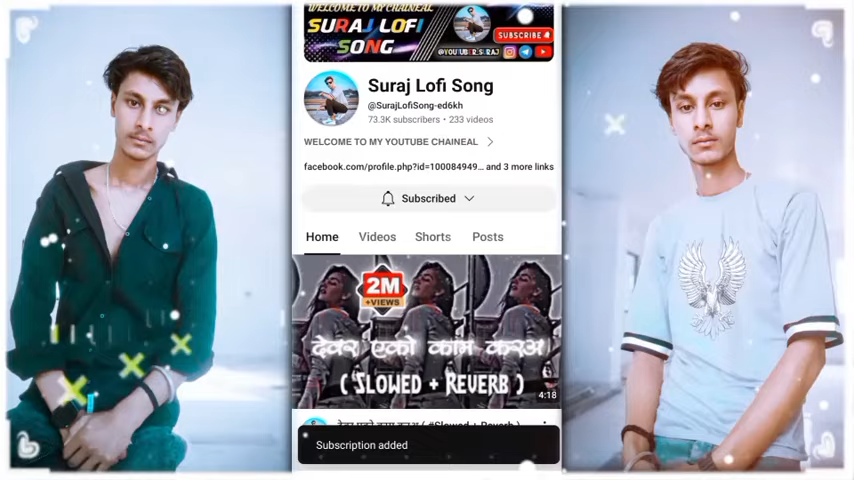 WELCOME TO MY CHAINEAL
SURAJ LOFI
SONG
SUBSCRIBE
@YOUTUBER_SURAJ
Suraj Lofi Song
@SurajLofiSong-ed6kh
73.3K subscribers • 233 videos
WELCOME TO MY YOUTUBE CHAINEAL
facebook.com/profile.php?id=100084949... and 3 more links
Subscribed
Home Videos Shorts Posts
2M
+VIEWS
देवर एको काम करअ
( SLOWED + REVERB )
4:18
Subscription added